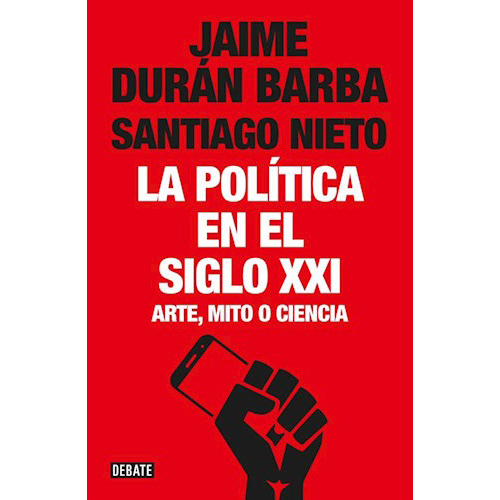 JAIME
DURÁN BARBA
SANTIAGO NIETO
LA POLÍTICA
EN EL
SIGLO XXI
ARTE, MITO O CIENCIA
DEBATE